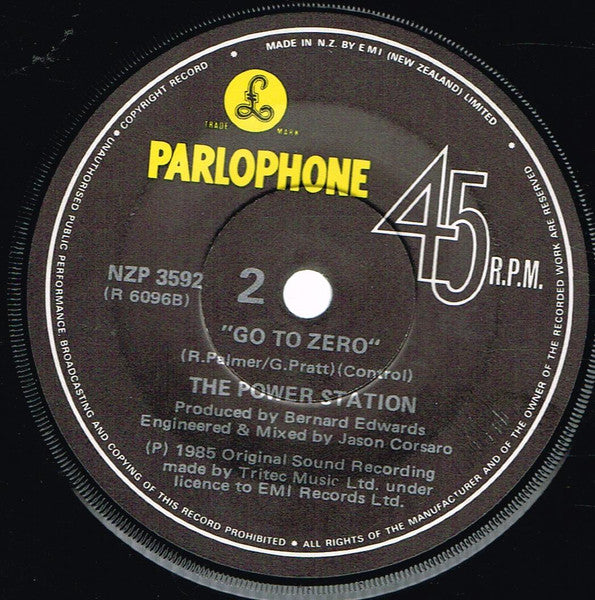 MADE IN N.Z. BY EMI (NEW ZEALAND) LIMITED
UNAUTHORISED PUBLIC PERFORMANCE, BROADCASTING AND COPYING OF THIS RECORD PROHIBITED • ALL RIGHTS OF THE MANUFACTURER AND OF THE OWNER OF THE RECORDED WORK ARE RESERVED
• COPYRIGHT RECORD •
£
TRADE MARK
PARLOPHONE
45 R.P.M.
NZP 3592 2
(R 6096B)
"GO TO ZERO"
(R.Palmer/G.Pratt)(Control)
THE POWER STATION
Produced by Bernard Edwards
Engineered & Mixed by Jason Corsaro
(P) 1985 Original Sound Recording
made by Tritec Music Ltd. under
licence to EMI Records Ltd.